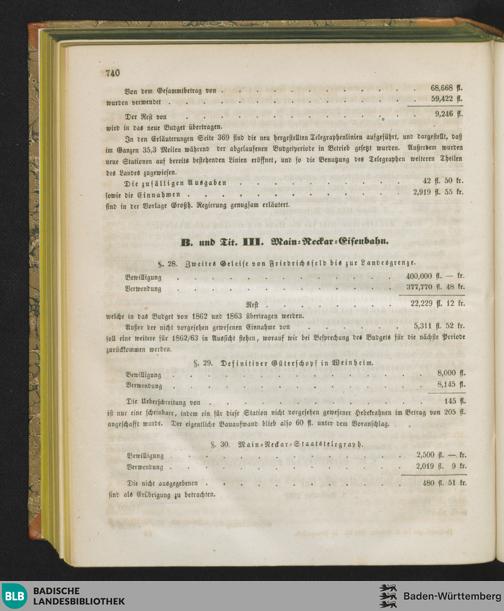 740
Von dem Gesammtbetrag von . . . . . . . . . . . . . 68,668 fl.
wurden verwendet . . . . . . . . . . . . . . . . 59,422 fl.
Der Rest von . . . . . . . . . . . . . . . 9,246 fl.
wird in das neue Budget übertragen.
In den Erläuterungen Seite 369 sind die neu hergestellten Telegraphenlinien aufgeführt, und dargestellt, daß
im Ganzen 35,3 Meilen während der abgelaufenen Budgetperiode in Betrieb gesetzt wurden. Außerdem wurden
neue Stationen auf bereits bestehenden Linien eröffnet, und so die Benutzung des Telegraphen weiteren Theilen
des Landes zugewiesen.
Die zufälligen Ausgaben . . . . . . . . . . . 42 fl. 50 kr.
sowie die Einnahmen . . . . . . . . . . . . . 2,919 fl. 55 kr.
sind in der Vorlage Großh. Regierung genugsam erläutert.
B. und Tit. III. Main-Neckar-Eisenbahn.
§. 28. Zweites Geleise von Friedrichsfeld bis zur Landesgrenze.
Bewilligung . . . . . . . . . . . . . . 400,000 fl. — kr.
Verwendung . . . . . . . . . . . . . . 377,770 fl. 48 kr.
Rest . . . . . . . . . 22,229 fl. 12 kr.
welche in das Budget von 1862 und 1863 übertragen werden.
Außer der nicht vorgesehen gewesenen Einnahme von . . . . . . . 5,311 fl. 52 kr.
soll eine weitere für 1862/63 in Aussicht stehen, worauf wir bei Besprechung des Budgets für die nächste Periode
zurückkommen werden.
§. 29. Definitiver Güterschopf in Weinheim.
Bewilligung . . . . . . . . . . . . . . . . 8,000 fl.
Verwendung . . . . . . . . . . . . . . . . 8,145 fl.
Die Ueberschreitung von . . . . . . . . . . . . . 145 fl.
ist nur eine scheinbare, indem ein für diese Station nicht vorgesehen gewesener Hebekrahnen im Betrag von 205 fl.
angeschafft wurde. Der eigentliche Bauaufwand blieb also 60 fl. unter dem Voranschlag.
§. 30. Main-Neckar-Staatstelegraph.
Bewilligung . . . . . . . . . . . . . . 2,500 fl. — kr.
Verwendung . . . . . . . . . . . . . . 2,019 fl. 9 kr.
Die nicht ausgegebenen . . . . . . . . . . . . 480 fl. 51 kr.
sind als Erübrigung zu betrachten.
BLB BADISCHE LANDESBIBLIOTHEK
Baden-Württemberg